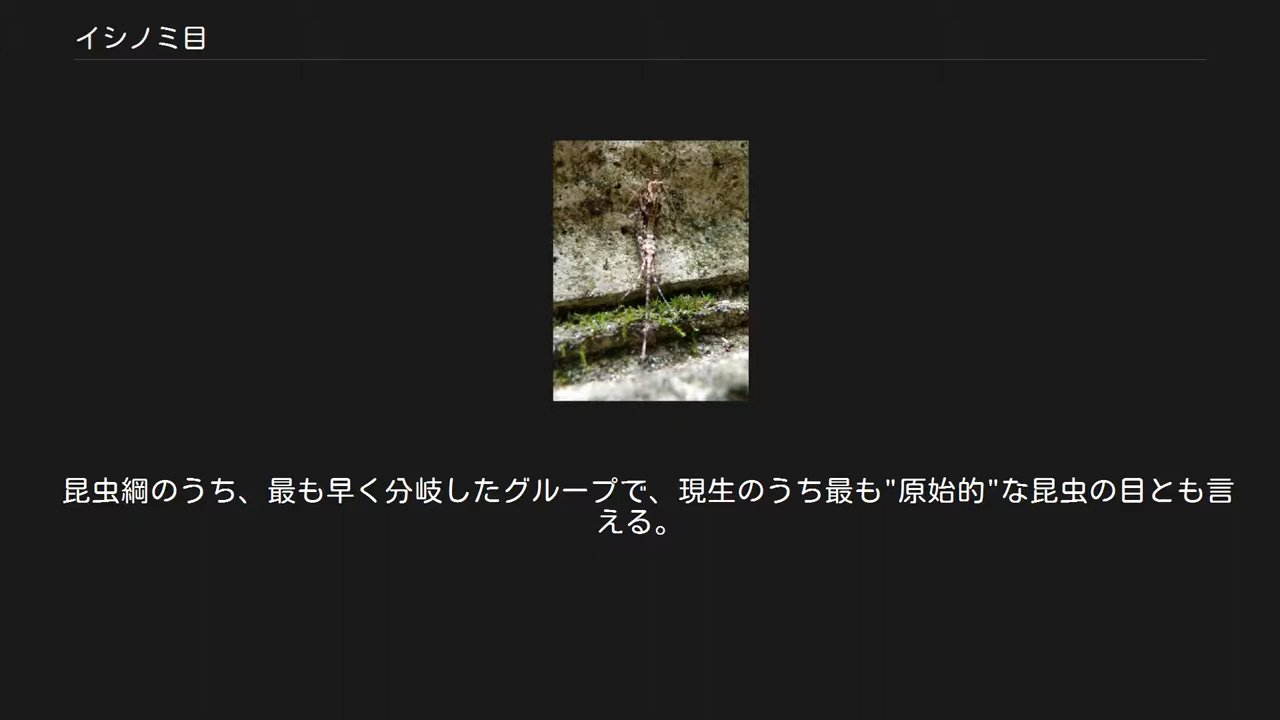 イシノミ目
昆虫綱のうち、最も早く分岐したグループで、現生のうち最も"原始的"な昆虫の目とも言
える。